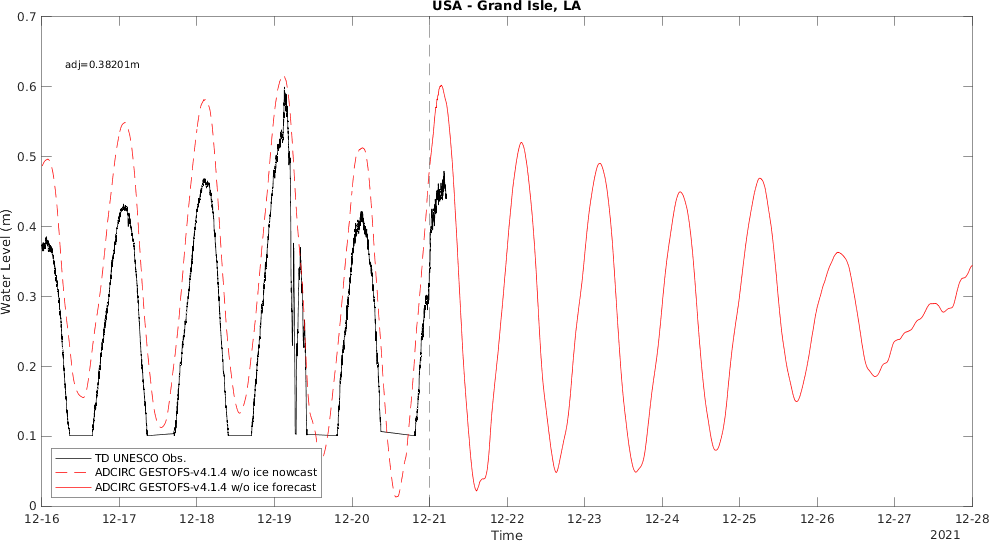 USA - Grand Isle, LA
0.7
0.6
0.5
0.4
0.3
0.2
0.1
0
Water Level (m)
adj=0.38201m
TD UNESCO Obs.
ADCIRC GESTOFS-v4.1.4 w/o ice nowcast
ADCIRC GESTOFS-v4.1.4 w/o ice forecast
12-16 12-17 12-18 12-19 12-20 12-21 12-22 12-23 12-24 12-25 12-26 12-27 12-28
Time
2021